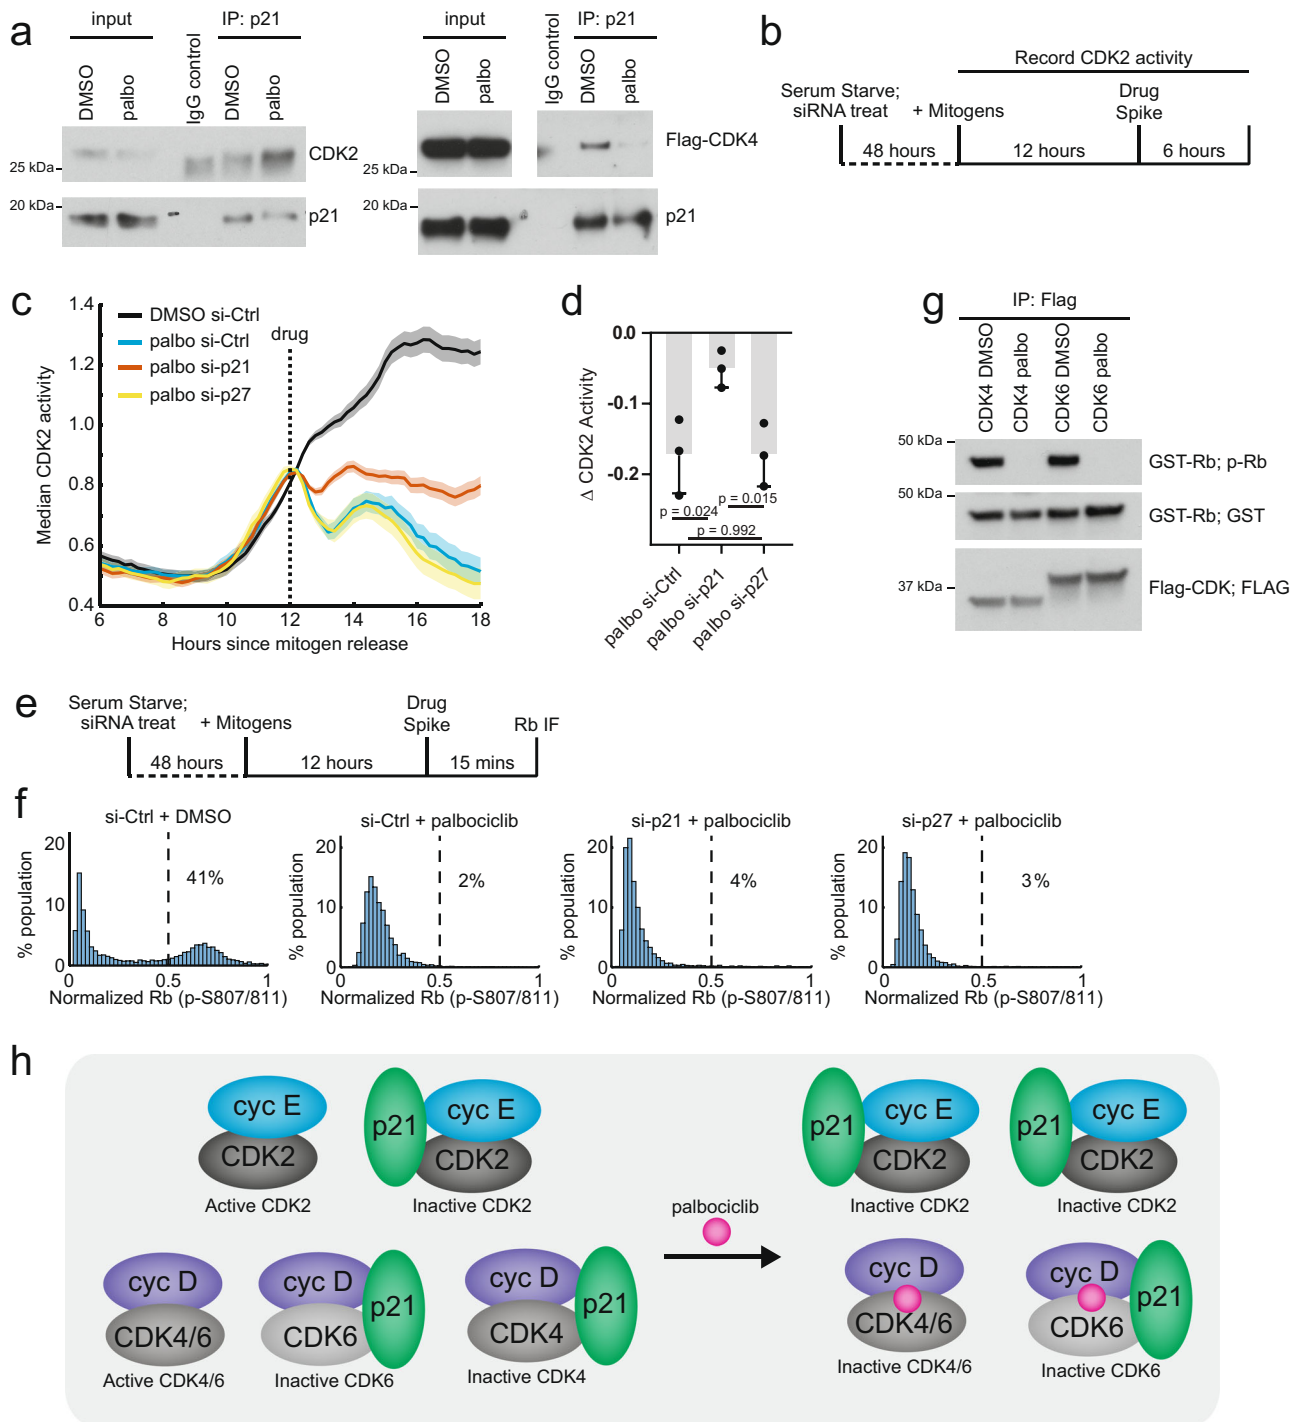 a
input
IP: p21
DMSO
palbo
IgG control
DMSO
palbo
25 kDa
CDK2
20 kDa
p21
input
IP: p21
DMSO
palbo
IgG control
DMSO
palbo
25 kDa
Flag-CDK4
20 kDa
p21
b
Record CDK2 activity
Serum Starve;
siRNA treat
+ Mitogens
Drug
Spike
48 hours
12 hours
6 hours
c
Median CDK2 activity
1.4
1.2
1.0
0.8
0.6
0.4
DMSO si-Ctrl
palbo si-Ctrl
palbo si-p21
palbo si-p27
drug
6
8
10
12
14
16
18
Hours since mitogen release
d
Δ CDK2 Activity
0.0
-0.1
-0.2
p = 0.015
p = 0.024
p = 0.992
palbo si-Ctrl
palbo si-p21
palbo si-p27
g
IP: Flag
CDK4 DMSO
CDK4 palbo
CDK6 DMSO
CDK6 palbo
50 kDa
GST-Rb; p-Rb
50 kDa
GST-Rb; GST
37 kDa
Flag-CDK; FLAG
e
Serum Starve;
siRNA treat
+ Mitogens
Drug
Spike
Rb IF
48 hours
12 hours
15 mins
f
si-Ctrl + DMSO
% population
20
10
0
41%
0
0.5
1
Normalized Rb (p-S807/811)
si-Ctrl + palbociclib
% population
20
10
0
2%
0
0.5
1
Normalized Rb (p-S807/811)
si-p21 + palbociclib
% population
20
10
0
4%
0
0.5
1
Normalized Rb (p-S807/811)
si-p27 + palbociclib
% population
20
10
0
3%
0
0.5
1
Normalized Rb (p-S807/811)
h
cyc E
CDK2
Active CDK2
p21
cyc E
CDK2
Inactive CDK2
cyc D
CDK4/6
Active CDK4/6
cyc D
CDK6
p21
Inactive CDK6
cyc D
CDK4
p21
Inactive CDK4
palbociclib
p21
cyc E
CDK2
Inactive CDK2
p21
cyc E
CDK2
Inactive CDK2
cyc D
CDK4/6
Inactive CDK4/6
cyc D
CDK6
p21
Inactive CDK6